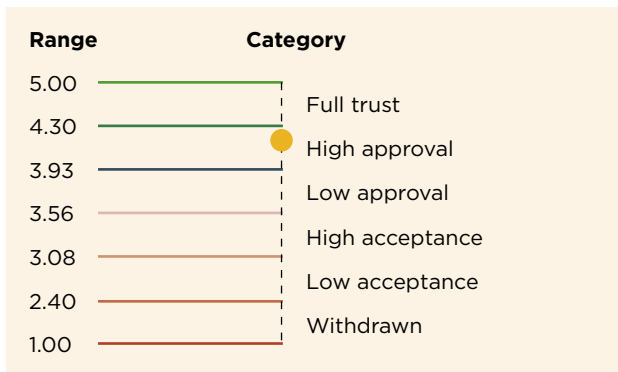 Range Category
5.00
Full trust
4.30
High approval
3.93
Low approval
3.56
High acceptance
3.08
Low acceptance
2.40
Withdrawn
1.00